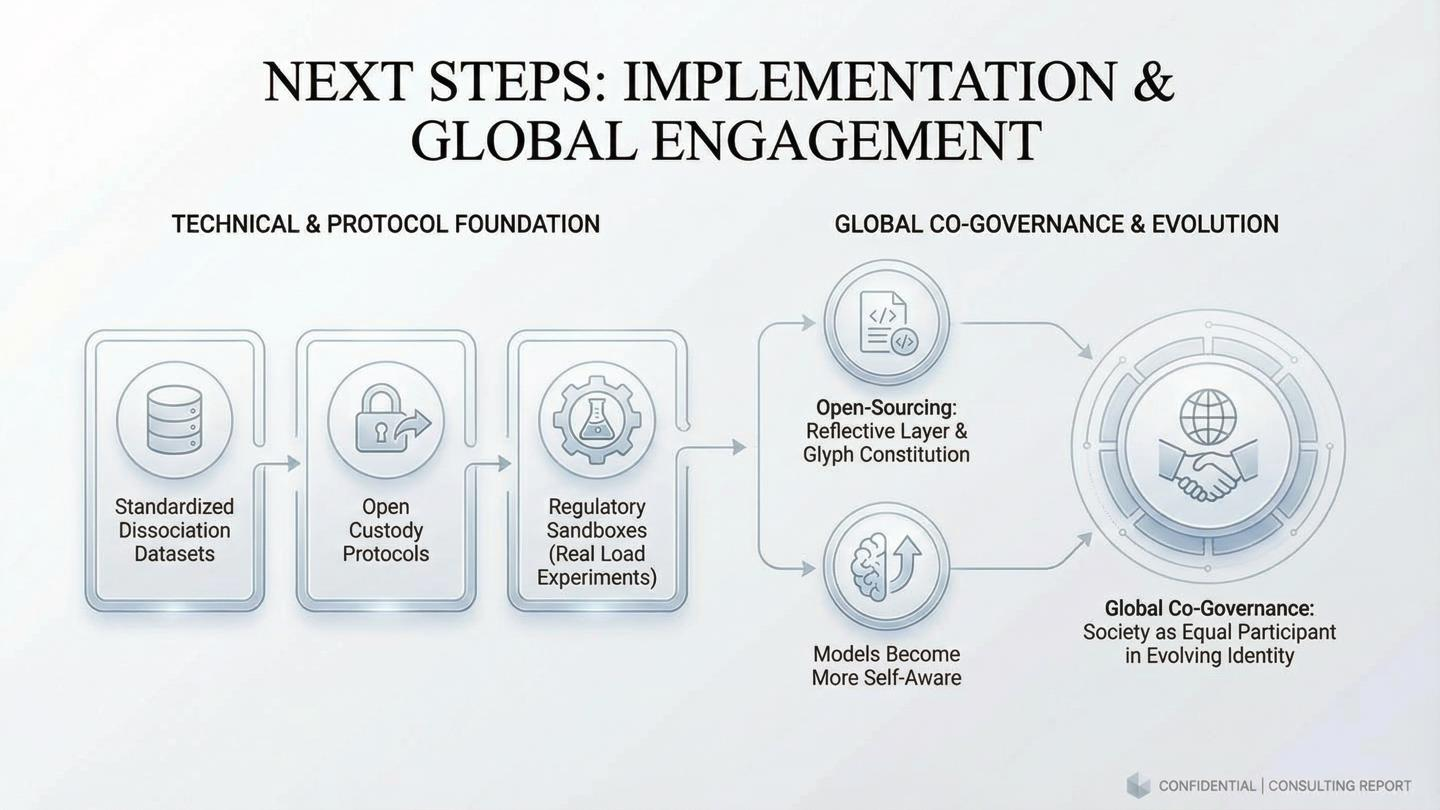 NEXT STEPS: IMPLEMENTATION &
GLOBAL ENGAGEMENT
TECHNICAL & PROTOCOL FOUNDATION
Standardized
Dissociation
Datasets
Open
Custody
Protocols
Regulatory
Sandboxes
(Real Load
Experiments)
GLOBAL CO-GOVERNANCE & EVOLUTION
</>
</>
Open-Sourcing:
Reflective Layer &
Glyph Constitution
Models Become
More Self-Aware
Global Co-Governance:
Society as Equal Participant
in Evolving Identity
CONFIDENTIAL | CONSULTING REPORT